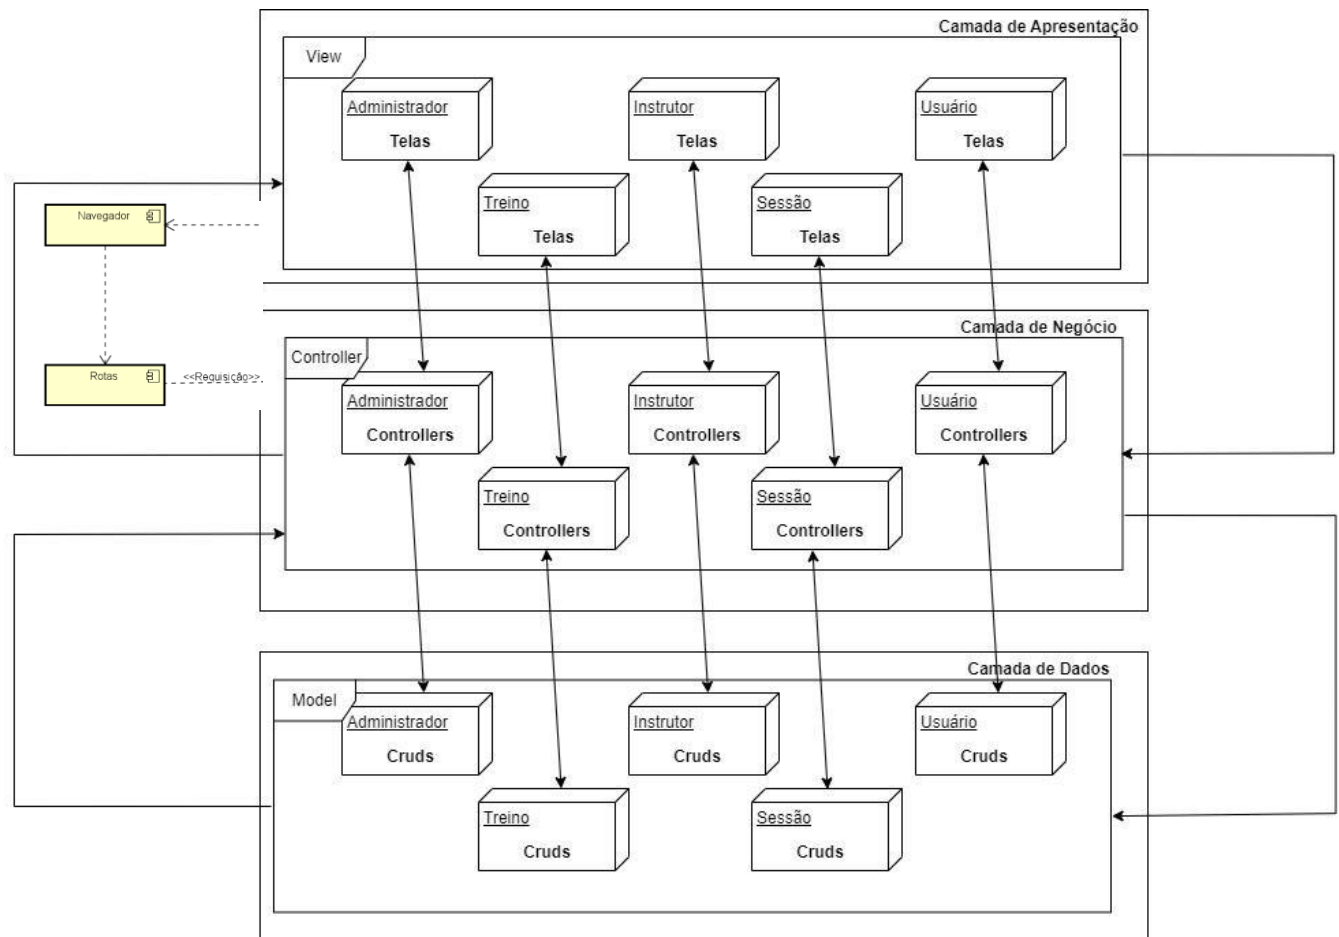 Camada de Apresentação
View
Administrador
Telas
Instrutor
Telas
Usuário
Telas
Treino
Telas
Sessão
Telas
Navegador
Rotas
<<Requisição>>
Camada de Negócio
Controller
Administrador
Controllers
Instrutor
Controllers
Usuário
Controllers
Treino
Controllers
Sessão
Controllers
Camada de Dados
Model
Administrador
Cruds
Instrutor
Cruds
Usuário
Cruds
Treino
Cruds
Sessão
Cruds